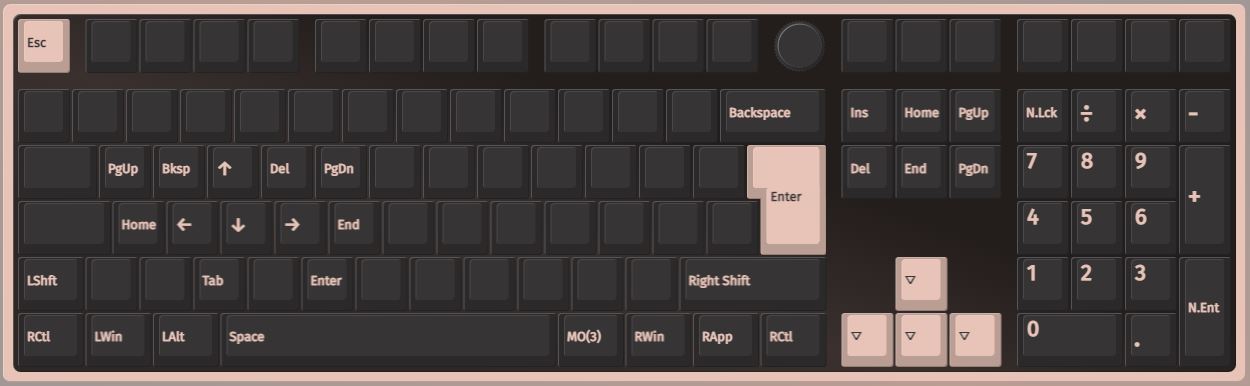 Esc
Backspace Ins Home PgUp N.Lck ÷ × -
PgUp Bksp ↑ Del PgDn Enter Del End PgDn 7 8 9 +
Home ← ↓ → End 4 5 6
LShft Tab Enter Right Shift ▽ 1 2 3 N.Ent
RCtl LWin LAlt Space MO(3) RWin RApp RCtl ▽ ▽ ▽ 0 .